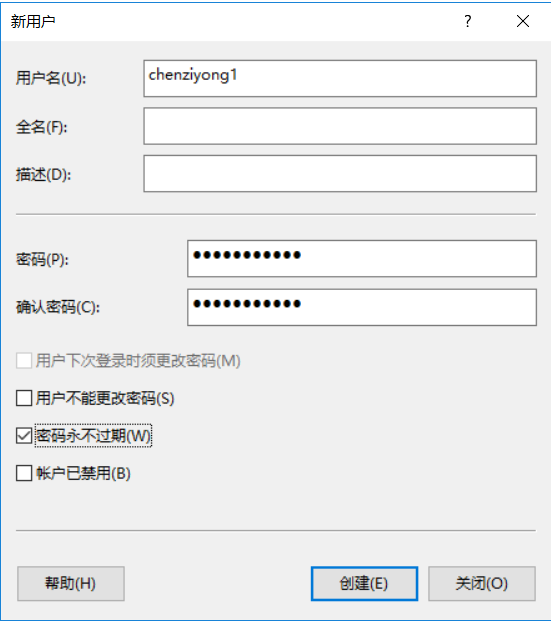 新用户
?
用户名(U):
chenziyong1
全名(F):
描述(D):
密码(P):
●●●●●●●●●●●
确认密码(C):
●●●●●●●●●●●
用户下次登录时须更改密码(M)
用户不能更改密码(S)
密码永不过期(W)
帐户已禁用(B)
帮助(H)
创建(E)
关闭(O)